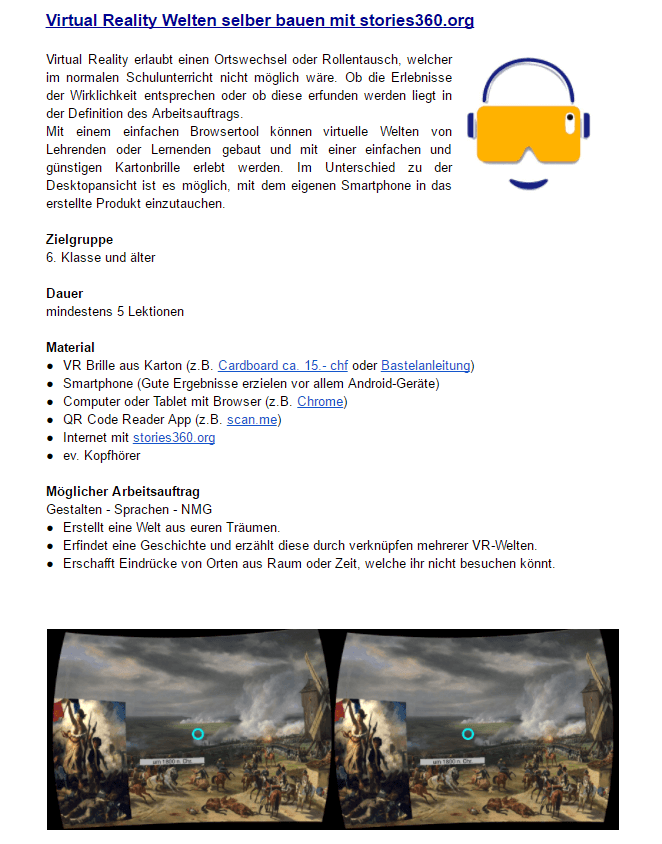 Virtual Reality Welten selber bauen mit stories360.org
Virtual Reality erlaubt einen Ortswechsel oder Rollentausch, welcher
im normalen Schulunterricht nicht möglich wäre. Ob die Erlebnisse
der Wirklichkeit entsprechen oder ob diese erfunden werden liegt in
der Definition des Arbeitsauftrags.
Mit einem einfachen Browsertool können virtuelle Welten von
Lehrenden oder Lernenden gebaut und mit einer einfachen und
günstigen Kartonbrille erlebt werden. Im Unterschied zu der
Desktopansicht ist es möglich, mit dem eigenen Smartphone in das
erstellte Produkt einzutauchen.
Zielgruppe
6. Klasse und älter
Dauer
mindestens 5 Lektionen
Material
● VR Brille aus Karton (z.B. Cardboard ca. 15.- chf oder Bastelanleitung)
● Smartphone (Gute Ergebnisse erzielen vor allem Android-Geräte)
● Computer oder Tablet mit Browser (z.B. Chrome)
● QR Code Reader App (z.B. scan.me)
● Internet mit stories360.org
● ev. Kopfhörer
Möglicher Arbeitsauftrag
Gestalten - Sprachen - NMG
● Erstellt eine Welt aus euren Träumen.
● Erfindet eine Geschichte und erzählt diese durch verknüpfen mehrerer VR-Welten.
● Erschafft Eindrücke von Orten aus Raum oder Zeit, welche ihr nicht besuchen könnt.
um 1800 n. Chr.
um 1800 n. Chr.